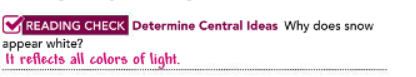 READING CHECK Determine Central Ideas Why does snow
appear white?
It reflects all colors of light.